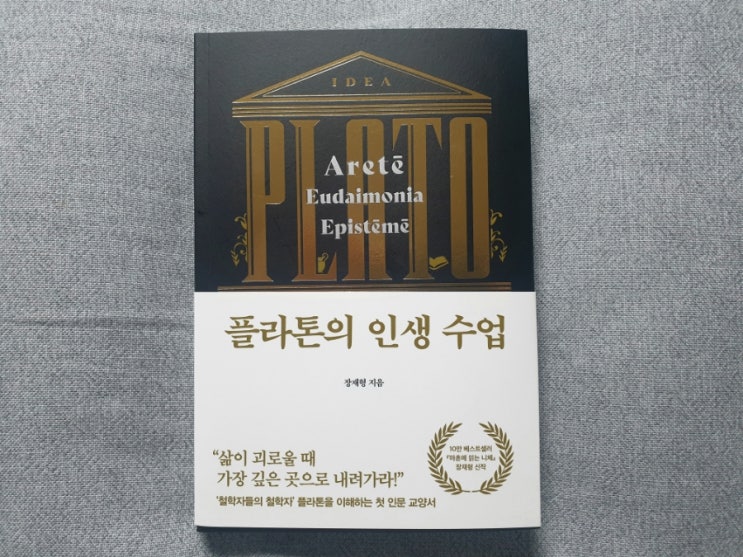 IDEA
PLATO
Aretē
Eudaimonia
Epistēmē
플라톤의 인생 수업
장재형 지음
10만 베스트셀러
『마흔에 읽는 니체』
장재형 신작
“삶이 괴로울 때
가장 깊은 곳으로 내려가라!”
‘철학자들의 철학자’ 플라톤을 이해하는 첫 인문 교양서